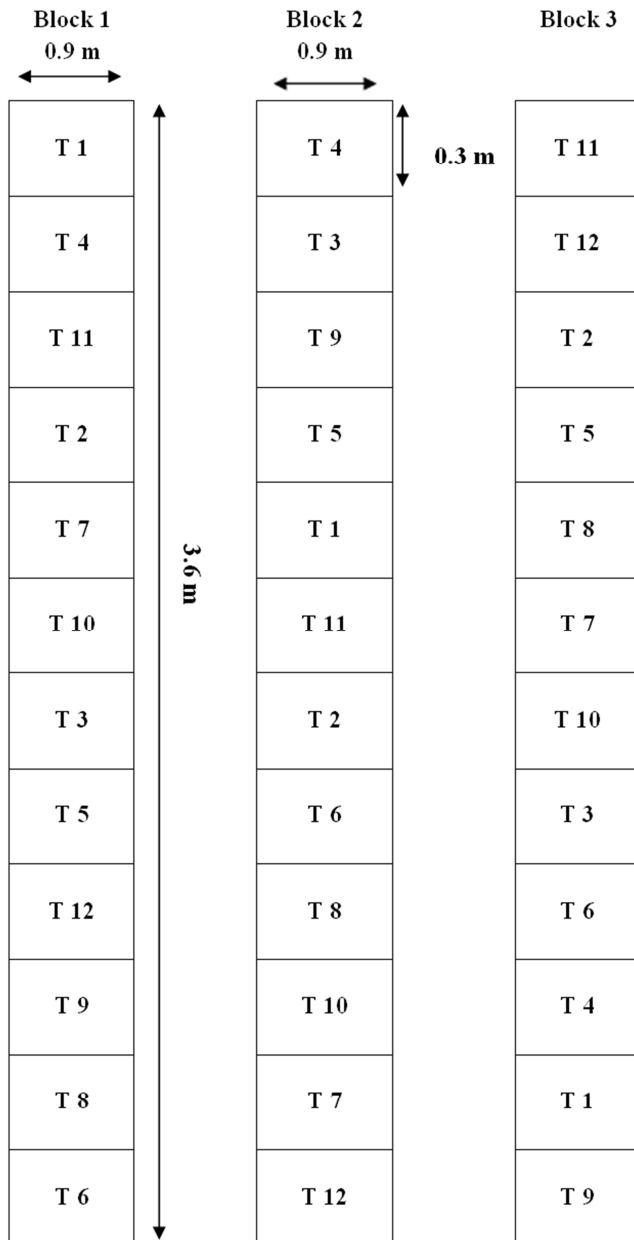 Block 1 Block 2 Block 3
0.9 m 0.9 m
T 1 T 4 0.3 m T 11
T 4 T 3 T 12
T 11 T 9 T 2
T 2 T 5 T 5
T 7 T 1 T 8
3.6 m
T 10 T 11 T 7
T 3 T 2 T 10
T 5 T 6 T 3
T 12 T 8 T 6
T 9 T 10 T 4
T 8 T 7 T 1
T 6 T 12 T 9